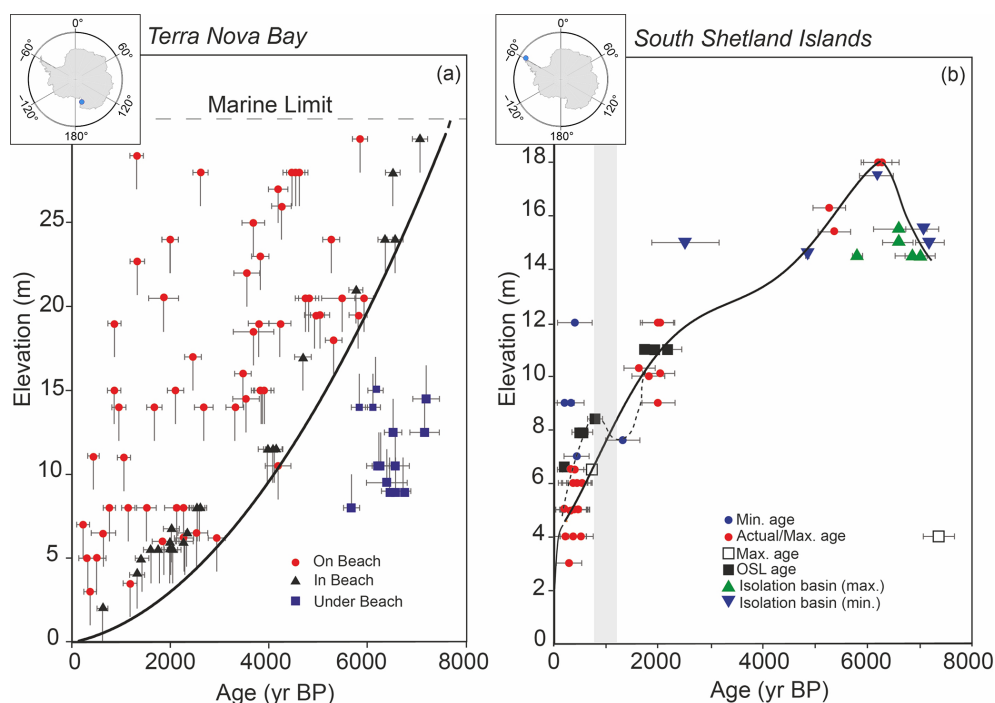 Terra Nova Bay
0°
60°
120°
180°
−120°
−60°
(a)
Marine Limit
25
20
15
10
5
0
Elevation (m)
On Beach
In Beach
Under Beach
0
2000
4000
6000
8000
Age (yr BP)
South Shetland Islands
0°
60°
120°
180°
−120°
−60°
(b)
18
16
14
12
10
8
6
4
2
0
Elevation (m)
Min. age
Actual/Max. age
Max. age
OSL age
Isolation basin (max.)
Isolation basin (min.)
0
2000
4000
6000
8000
Age (yr BP)